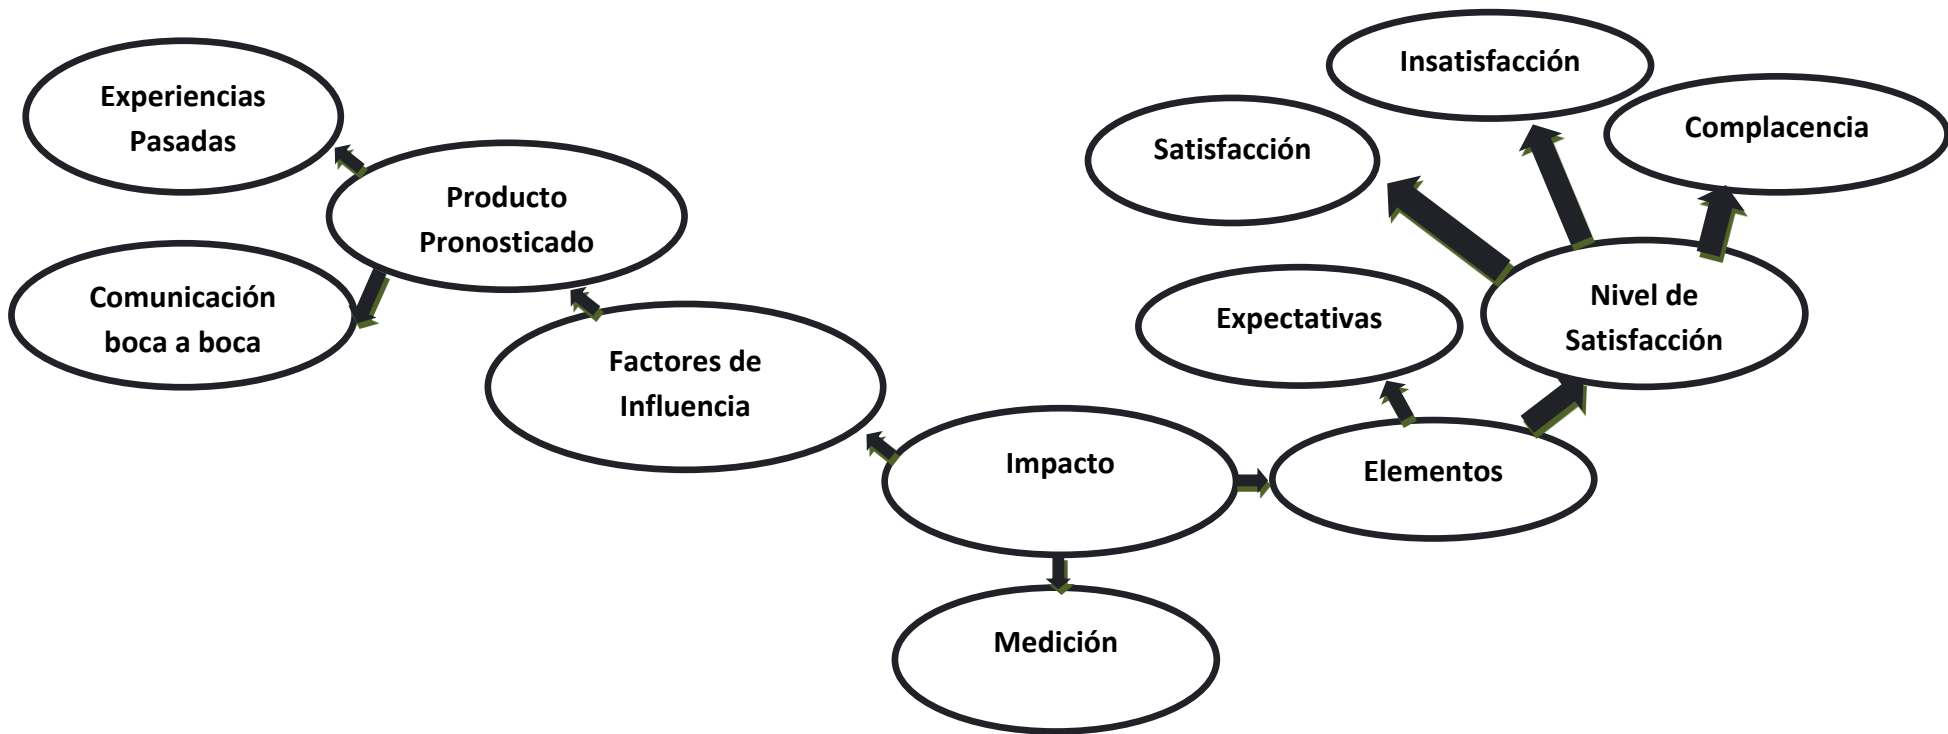 Experiencias
Pasadas
Producto
Pronosticado
Comunicación
boca a boca
Factores de
Influencia
Impacto
Medición
Elementos
Expectativas
Nivel de
Satisfacción
Satisfacción
Insatisfacción
Complacencia